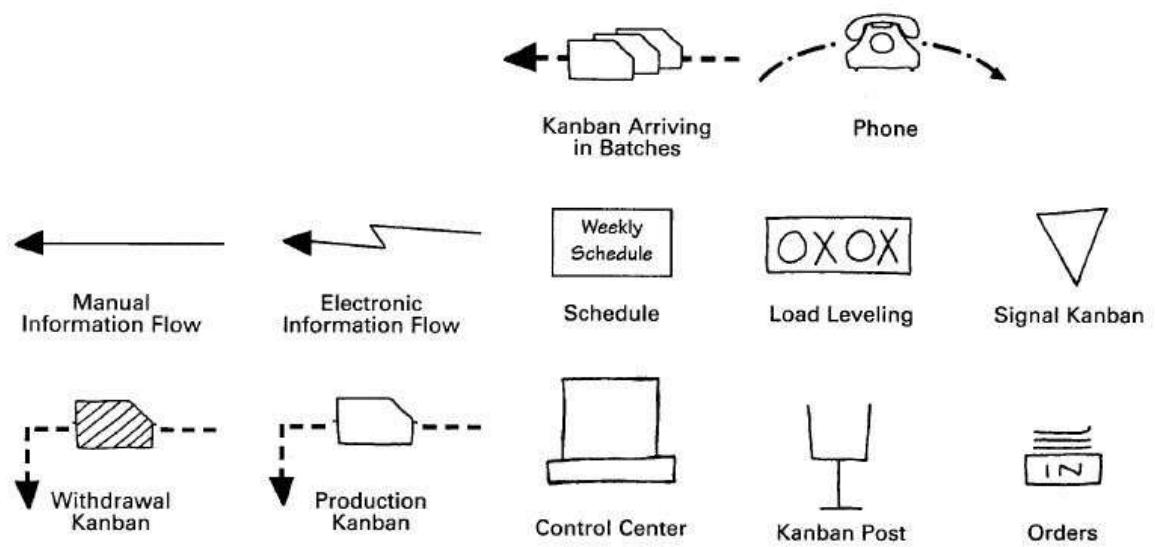 Kanban Arriving
in Batches
Phone
Manual
Information Flow
Electronic
Information Flow
Weekly
Schedule
Schedule
OXOX
Load Leveling
Signal Kanban
Withdrawal
Kanban
Production
Kanban
Control Center
Kanban Post
IN
Orders